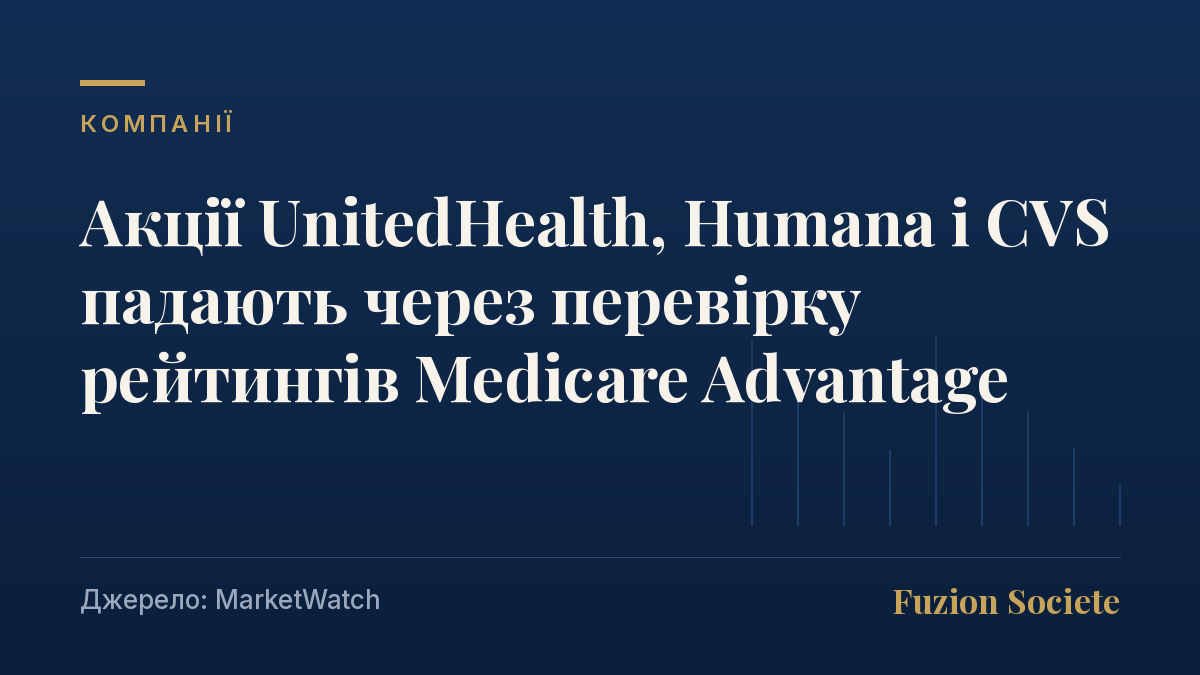 КОМПАНІЇ
Акції UnitedHealth, Humana і CVS
падають через перевірку
рейтингів Medicare Advantage
Джерело: MarketWatch
Fuzion Societe